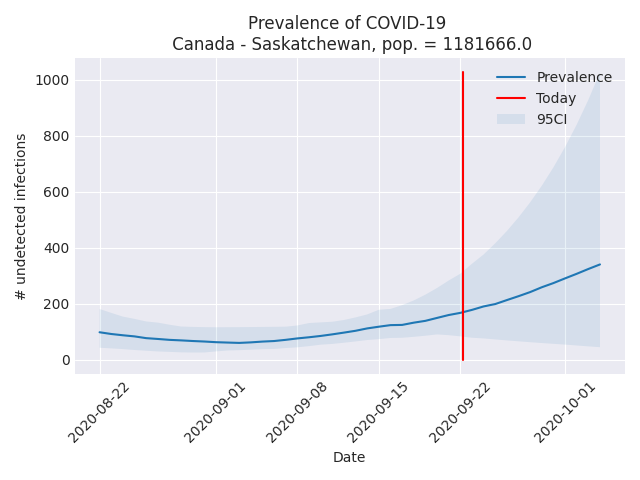 Prevalence of COVID-19
Canada - Saskatchewan, pop. = 1181666.0
Prevalence
Today
95CI
# undetected infections
1000
800
600
400
200
0
2020-08-22
2020-09-01
2020-09-08
2020-09-15
2020-09-22
2020-10-01
Date